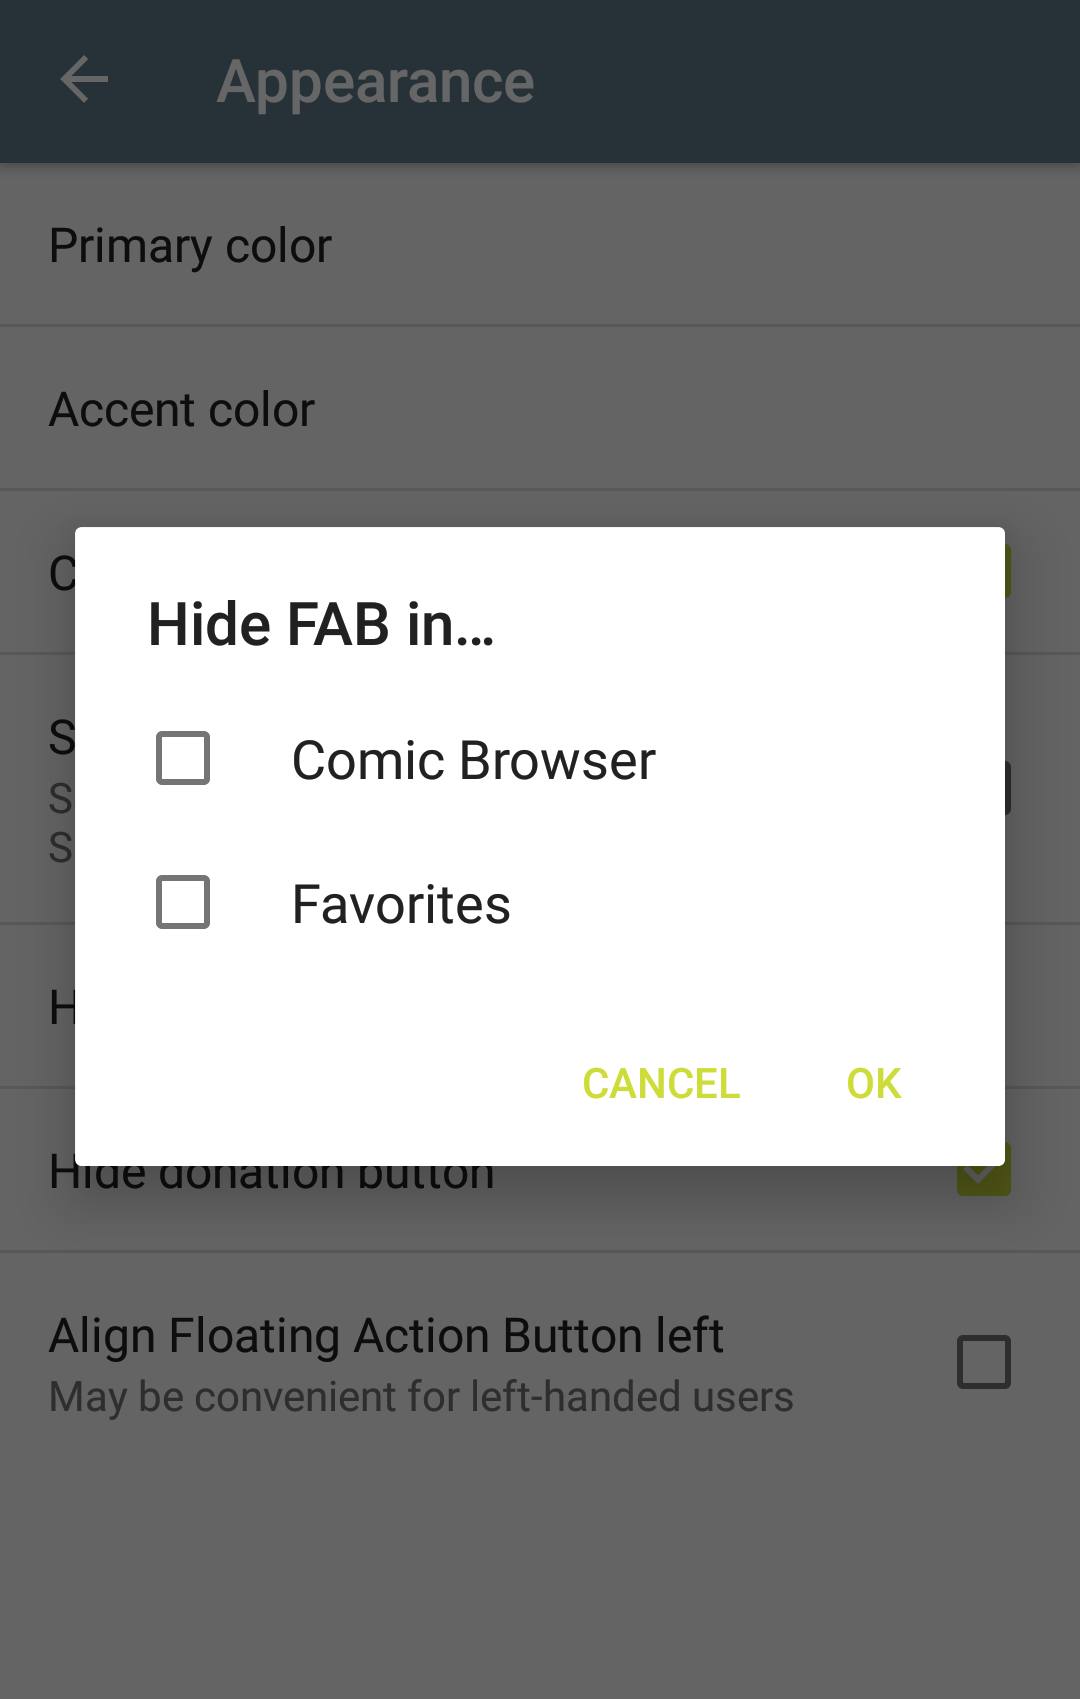 Appearance
Primary color
Accent color
Hide FAB in...
Comic Browser
Favorites
CANCEL OK
Hide donation button
Align Floating Action Button left
May be convenient for left-handed users